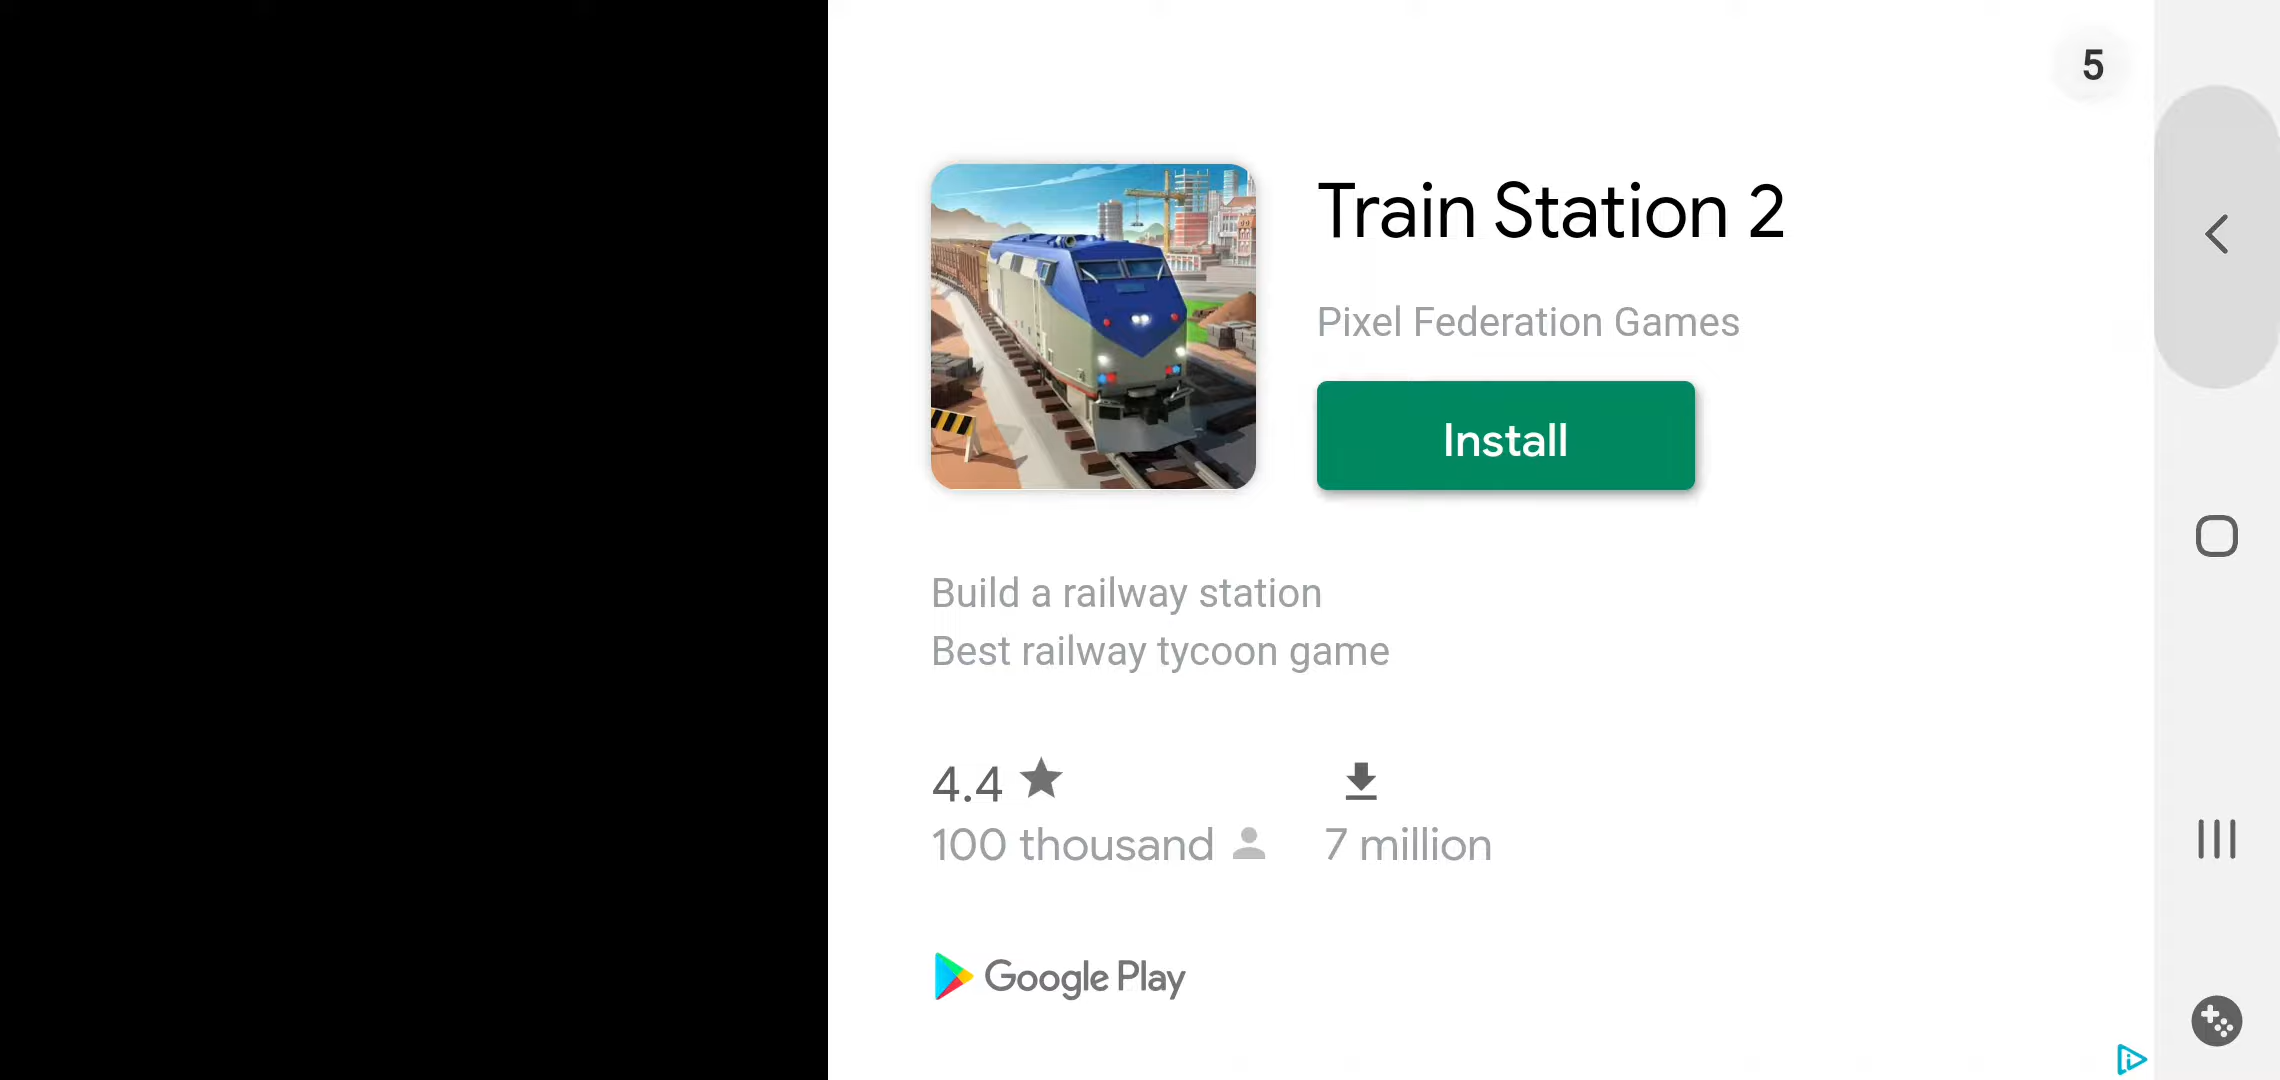 5
Train Station 2
Pixel Federation Games
Install
Build a railway station
Best railway tycoon game
4.4
100 thousand
7 million
Google Play